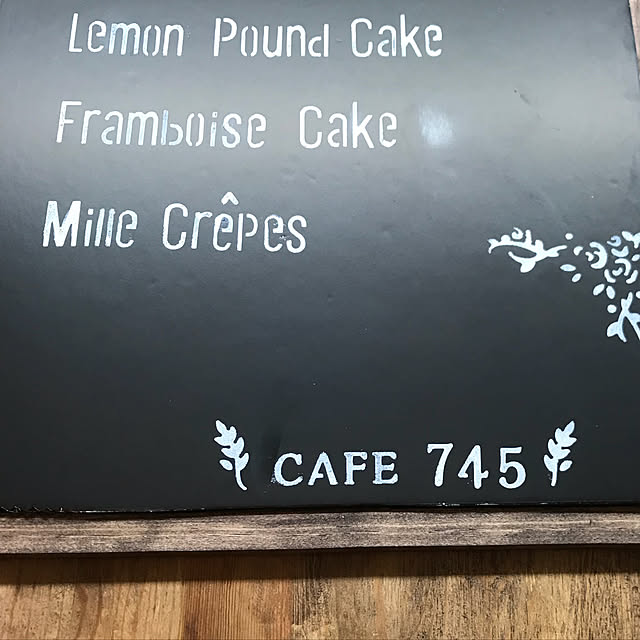 Lemon Pound Cake
Framboise Cake
Mille Crêpes
CAFE 745